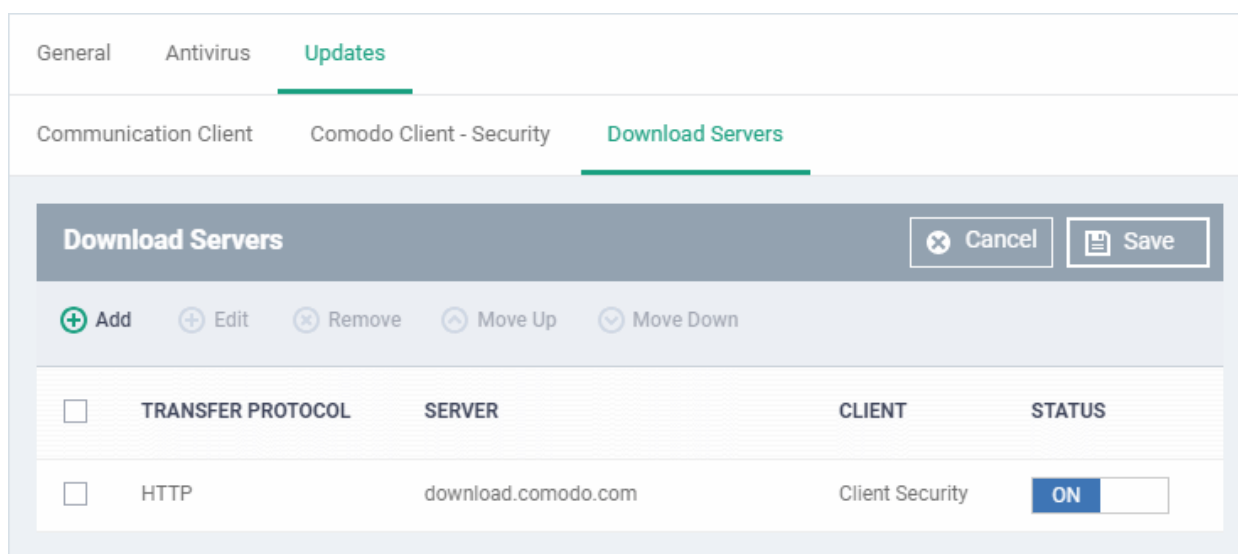 General Antivirus Updates
Communication Client Comodo Client - Security Download Servers
Download Servers Cancel Save
Add Edit Remove Move Up Move Down
TRANSFER PROTOCOL SERVER CLIENT STATUS
HTTP download.comodo.com Client Security ON